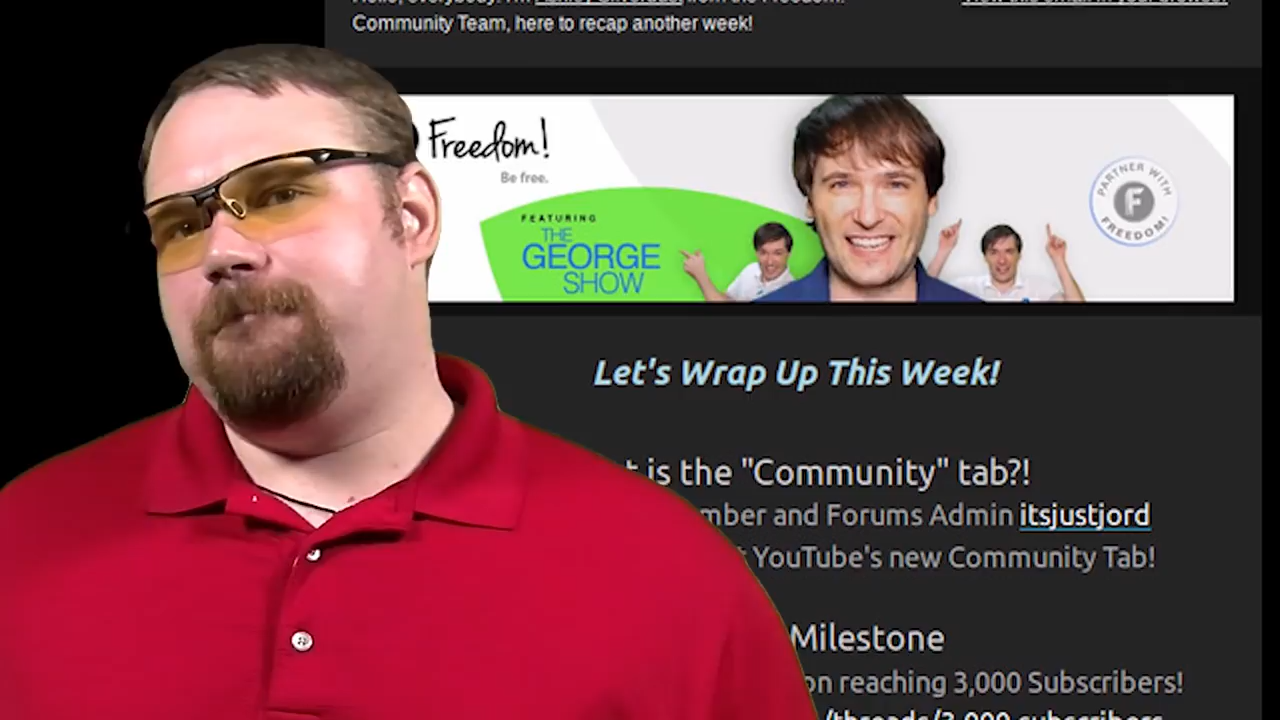 Community Team, here to recap another week!
Freedom!
Be free.
FEATURING
THE
GEORGE
SHOW
PARTNER WITH
F
FREEDOM!
Let's Wrap Up This Week!
is the "Community" tab?!
and Forums Admin itsjustjord
YouTube's new Community Tab!
Milestone
on reaching 3,000 Subscribers!